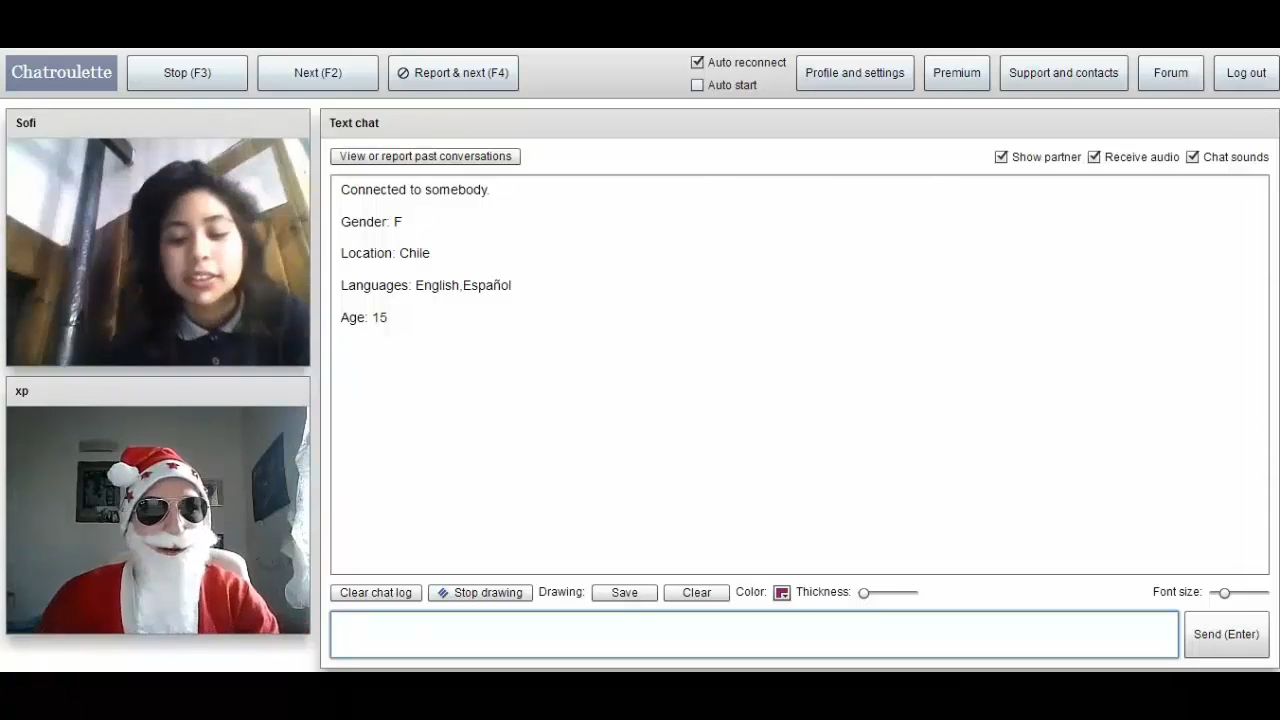 Chatroulette
Stop (F3)
Next (F2)
Report & next (F4)
Auto reconnect
Auto start
Profile and settings
Premium
Support and contacts
Forum
Log out
Sofi
xp
Text chat
View or report past conversations
Show partner
Receive audio
Chat sounds
Connected to somebody.
Gender: F
Location: Chile
Languages: English,Español
Age: 15
Clear chat log
Stop drawing
Drawing:
Save
Clear
Color:
Thickness:
Font size:
Send (Enter)